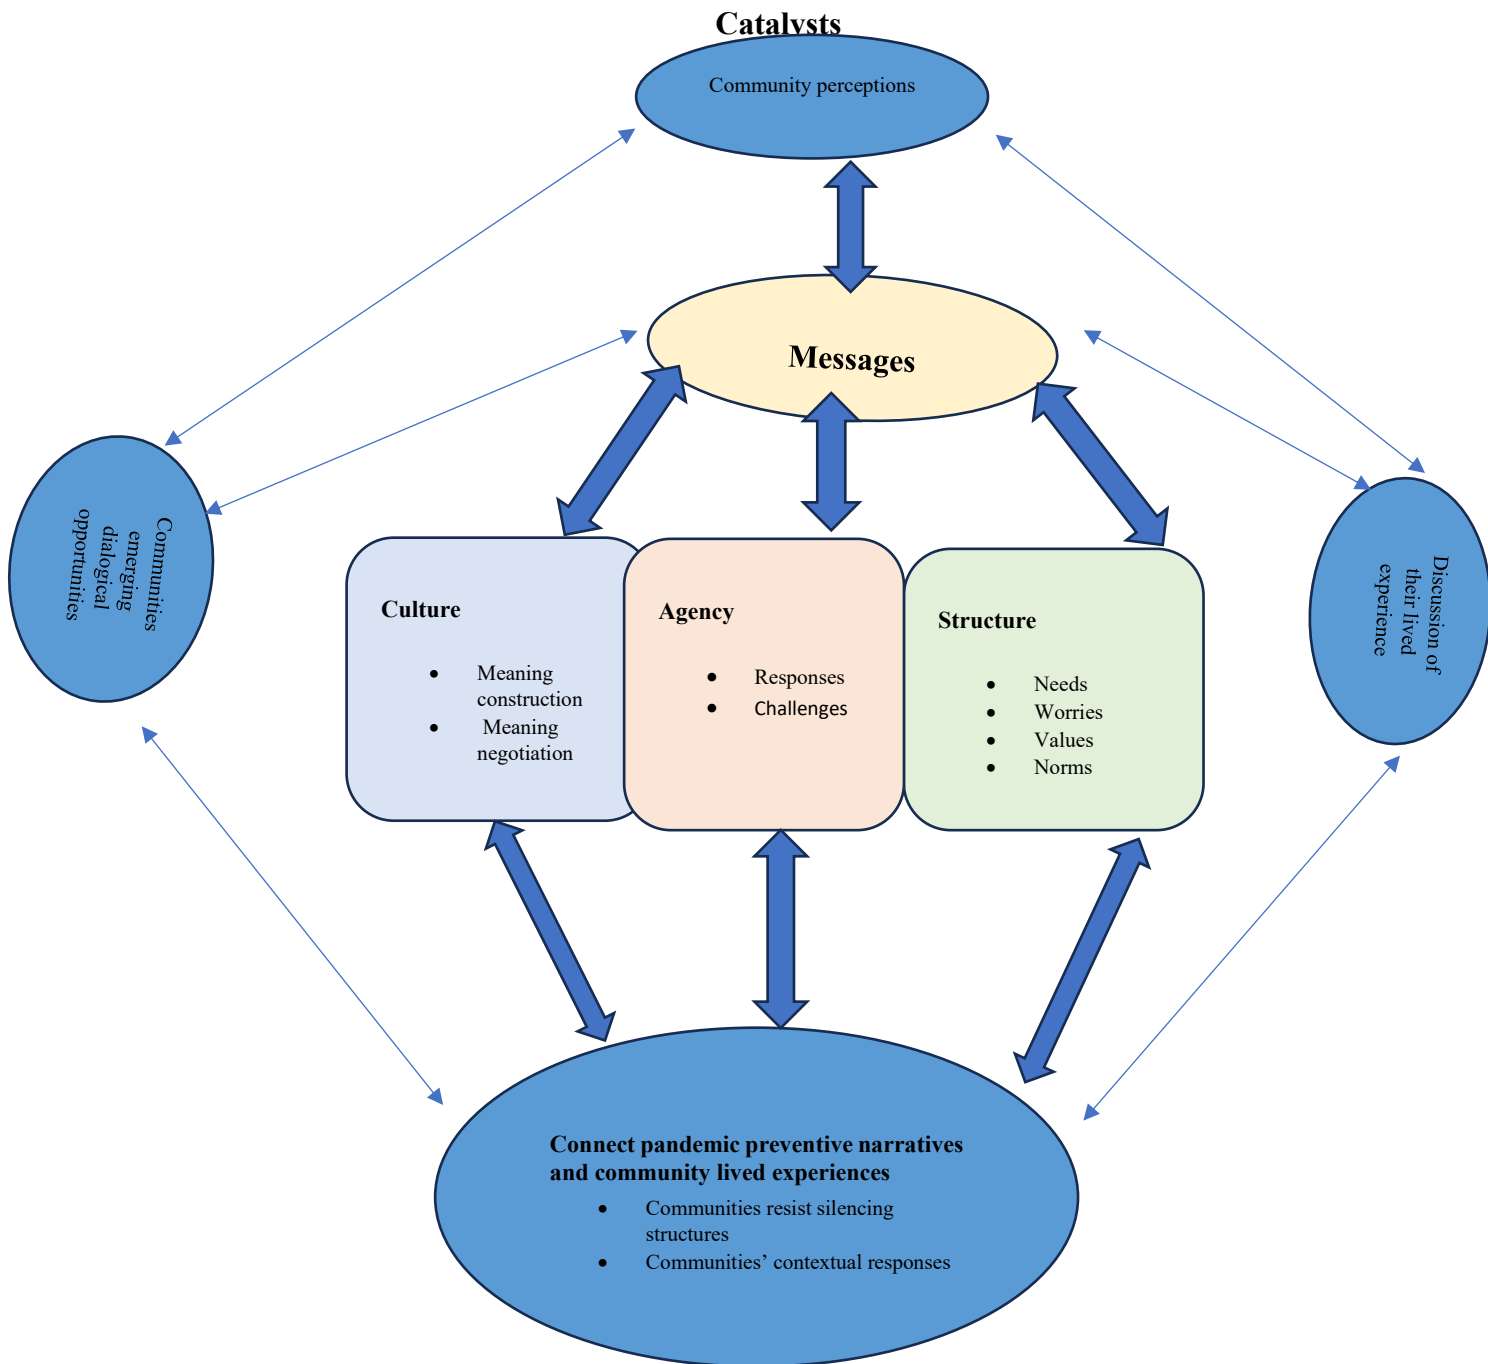 Catalysts
Community perceptions
Messages
Communities
emerging
dialogical
opportunities
Discussion of
their lived
experience
Culture
• Meaning
construction
• Meaning
negotiation
Agency
• Responses
• Challenges
Structure
• Needs
• Worries
• Values
• Norms
Connect pandemic preventive narratives
and community lived experiences
• Communities resist silencing
structures
• Communities’ contextual responses